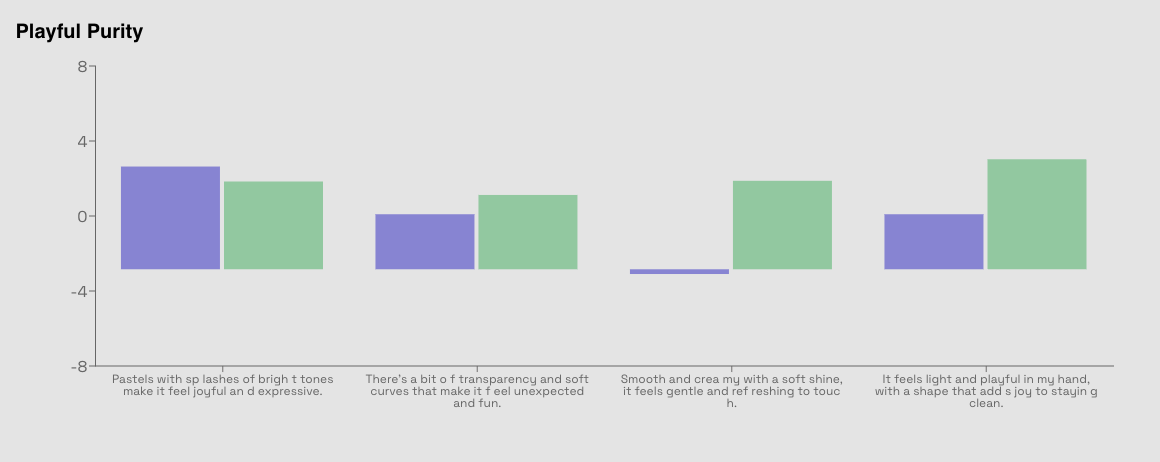 Playful Purity
8
4
0
-4
-8
Pastels with sp lashes of brigh t tones
make it feel joyful an d expressive.
There's a bit o f transparency and soft
curves that make it f eel unexpected
and fun.
Smooth and crea my with a soft shine,
it feels gentle and ref reshing to touc
h.
It feels light and playful in my hand,
with a shape that add s joy to stayin g
clean.